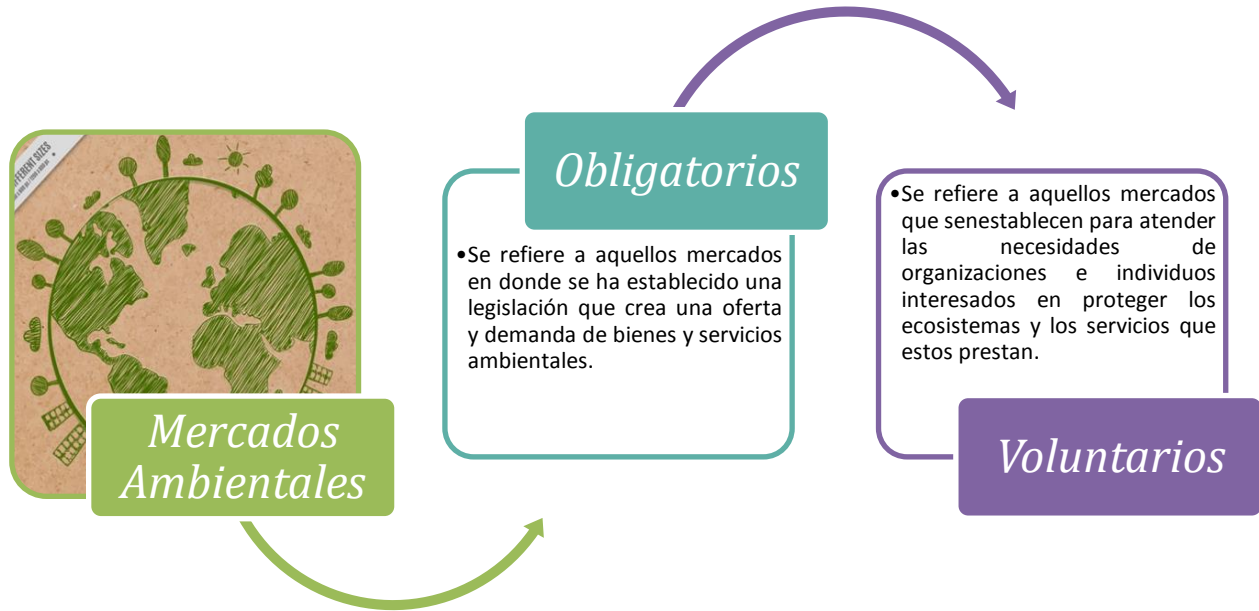 FFERENT SIZES
Mercados
Ambientales
Obligatorios
•Se refiere a aquellos mercados
en donde se ha establecido una
legislación que crea una oferta
y demanda de bienes y servicios
ambientales.
•Se refiere a aquellos mercados
que senestablecen para atender
las necesidades de
organizaciones e individuos
interesados en proteger los
ecosistemas y los servicios que
estos prestan.
Voluntarios